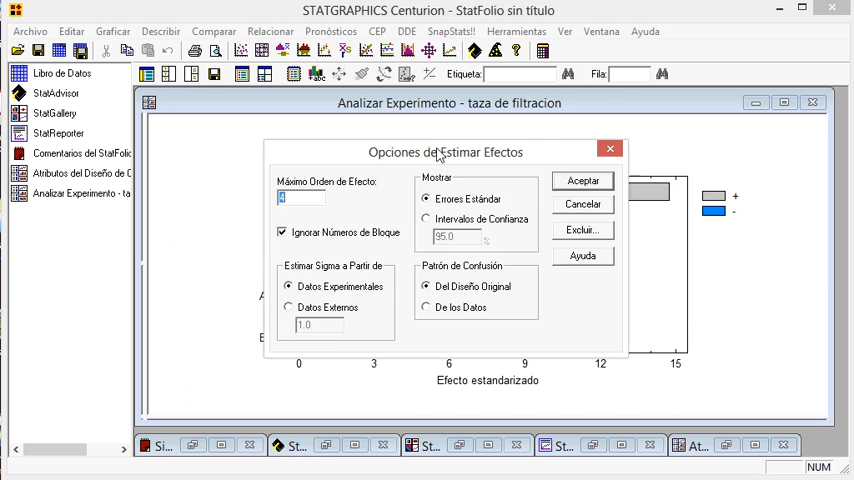 STATGRAPHICS Centurion - StatFolio sin título
Archivo Editar Graficar Describir Comparar Relacionar Pronósticos CEP DDE SnapStats!! Herramientas Ver Ventana Ayuda
Etiqueta: Fila:
Libro de Datos
StatAdvisor
StatGallery
StatReporter
Comentarios del StatFolio
Atributos del Diseño de C
Analizar Experimento - ta
Analizar Experimento - taza de filtracion
Opciones de Estimar Efectos
Máximo Orden de Efecto:
4
Ignorar Números de Bloque
Estimar Sigma a Partir de
Datos Experimentales
Datos Externos
1.0
Mostrar
Errores Estándar
Intervalos de Confianza
95.0 %
Patrón de Confusión
Del Diseño Original
De los Datos
Aceptar
Cancelar
Excluir...
Ayuda
+
-
0 3 6 9 12 15
Efecto estandarizado
Si... St... St... St... At...
NUM